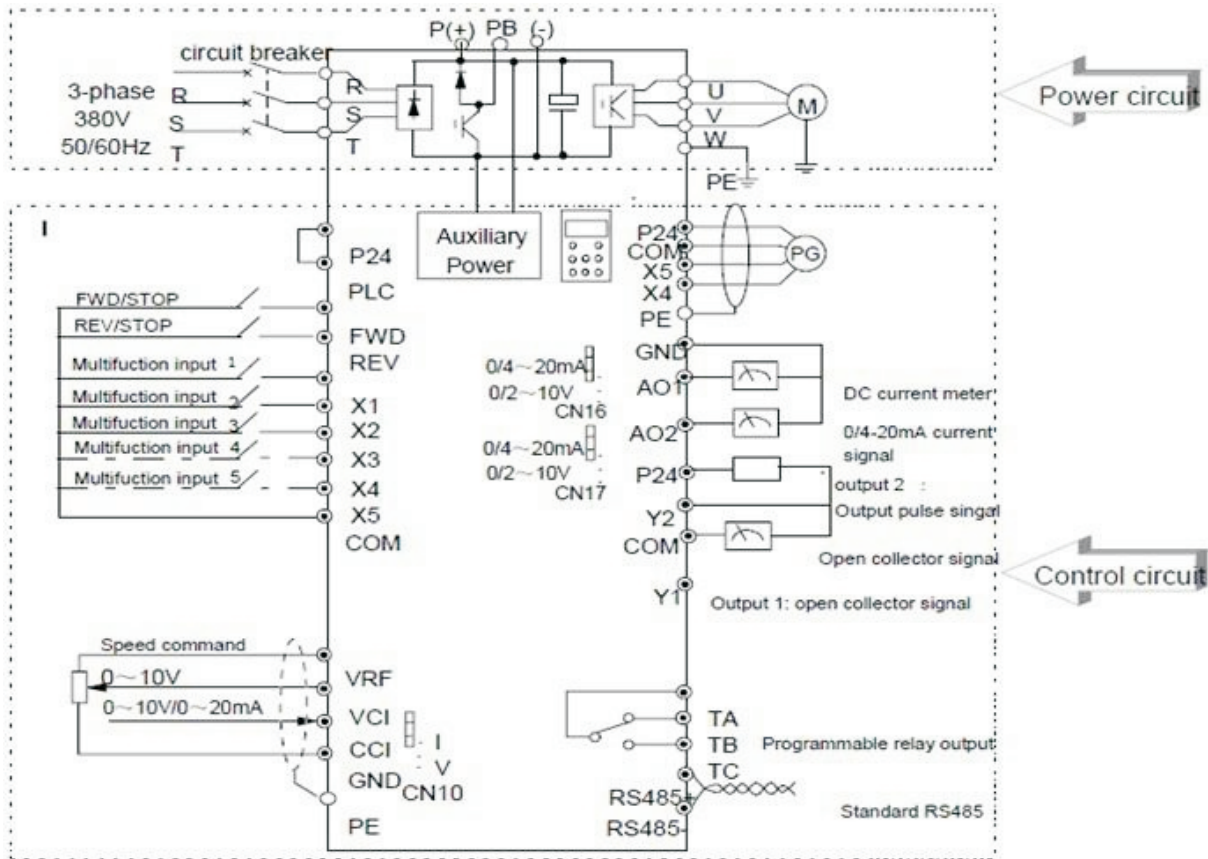 P(+) PB (-)
circuit breaker
3-phase
380V
50/60Hz
R
S
T
R
S
T
U
V
W
M
PE
Power circuit
I
Auxiliary
Power
P24
PLC
FWD/STOP
REV/STOP
FWD
REV
Multifuction input 1
Multifuction input 2
Multifuction input 3
Multifuction input 4
Multifuction input 5
X1
X2
X3
X4
X5
COM
P24
COM
X5
X4
PE
PG
GND
AO1
AO2
P24
Y2
COM
Y1
0/4~20mA
0/2~10V
CN16
0/4~20mA
0/2~10V
CN17
DC current meter
0/4-20mA current
signal
output 2 :
Output pulse singal
Open collector signal
Output 1: open collector signal
Control circuit
Speed command
0~10V
0~10V/0~20mA
VRF
VCI
CCI
GND
PE
I
V
CN10
TA
TB
TC
Programmable relay output
RS485+
RS485-
Standard RS485